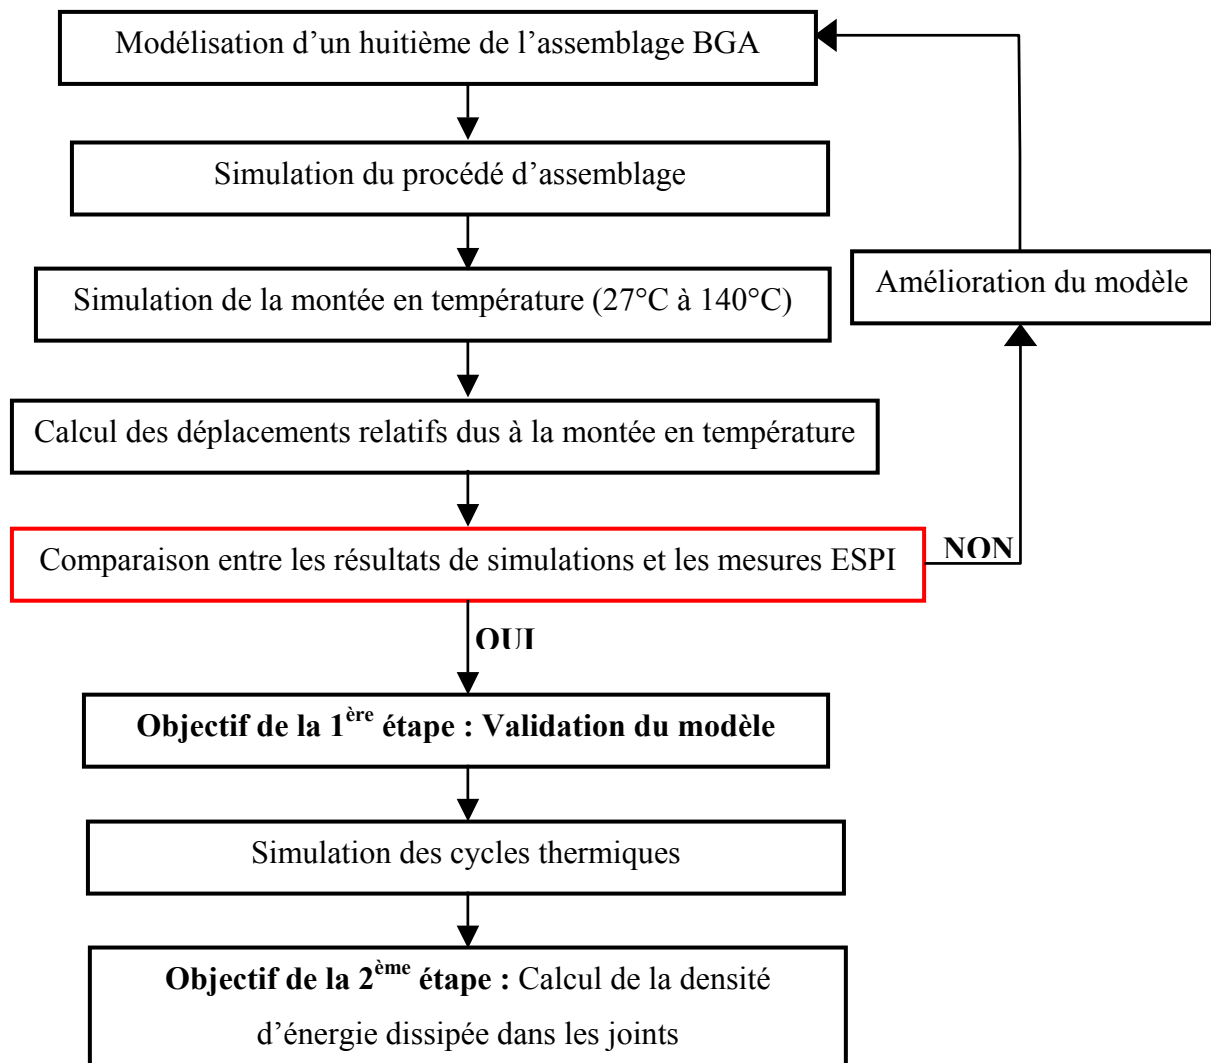 Modélisation d’un huitième de l’assemblage BGA
Simulation du procédé d’assemblage
Simulation de la montée en température (27°C à 140°C)
Amélioration du modèle
Calcul des déplacements relatifs dus à la montée en température
Comparaison entre les résultats de simulations et les mesures ESPI
NON
OUI
Objectif de la 1ère étape : Validation du modèle
Simulation des cycles thermiques
Objectif de la 2ème étape : Calcul de la densité
d’énergie dissipée dans les joints